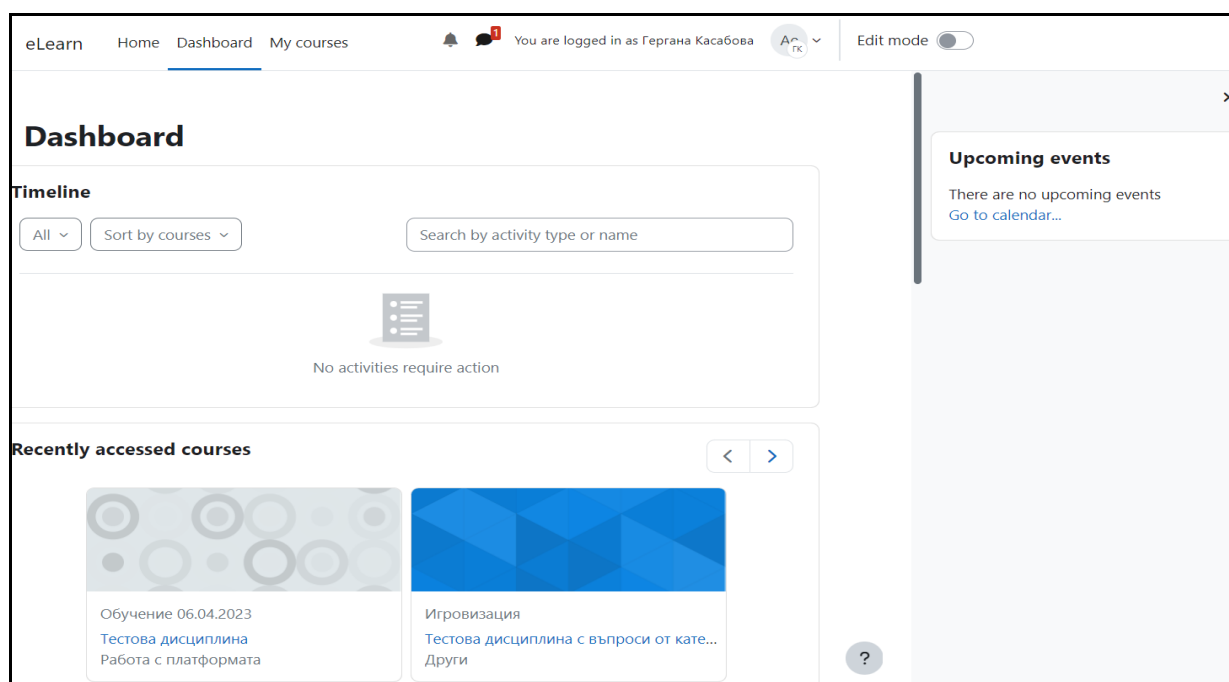 eLearn Home Dashboard My courses 1 You are logged in as Гергана Касабова ГК Edit mode
Dashboard
Timeline
All Sort by courses Search by activity type or name
No activities require action
Recently accessed courses
Обучение 06.04.2023
Тестова дисциплина
Работа с платформата
Игровизация
Тестова дисциплина с въпроси от кате...
Други
?
Upcoming events
There are no upcoming events
Go to calendar...